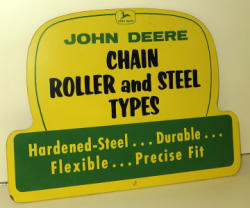 JOHN DEERE
CHAIN
ROLLER and STEEL
TYPES
Hardened-Steel... Durable...
Flexible... Precise Fit